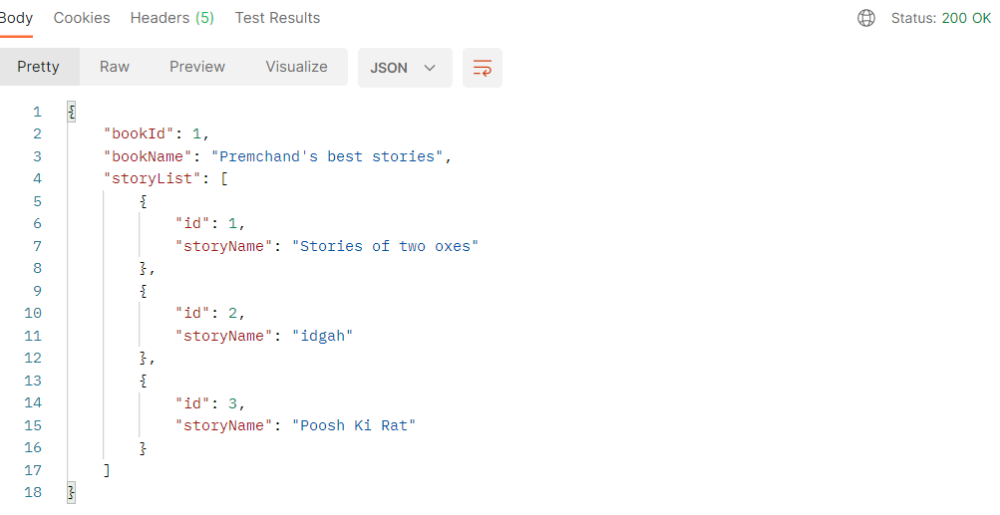 Body Cookies Headers (5) Test Results Status: 200 OK
Pretty Raw Preview Visualize JSON
1 {
2 "bookId": 1,
3 "bookName": "Premchand's best stories",
4 "storyList": [
5 {
6 "id": 1,
7 "storyName": "Stories of two oxes"
8 },
9 {
10 "id": 2,
11 "storyName": "idgah"
12 },
13 {
14 "id": 3,
15 "storyName": "Poosh Ki Rat"
16 }
17 ]
18 }